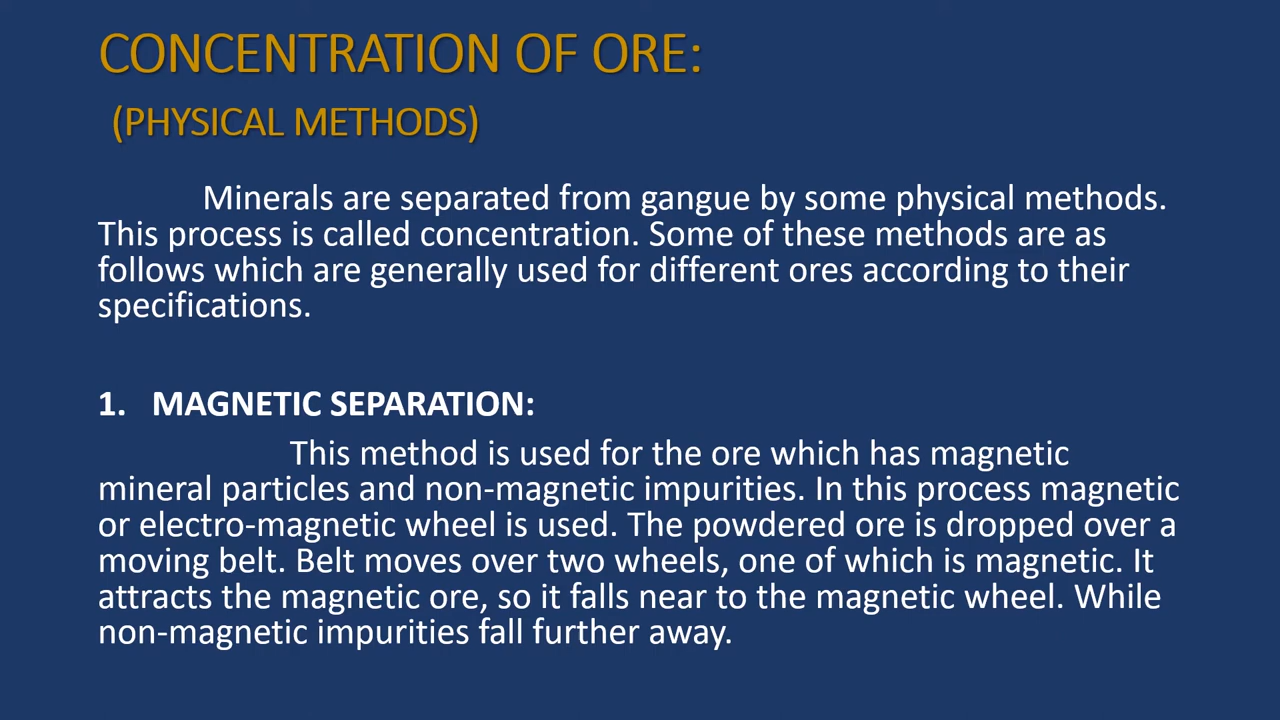 CONCENTRATION OF ORE:
(PHYSICAL METHODS)
Minerals are separated from gangue by some physical methods.
This process is called concentration. Some of these methods are as
follows which are generally used for different ores according to their
specifications.
1. MAGNETIC SEPARATION:
This method is used for the ore which has magnetic
mineral particles and non-magnetic impurities. In this process magnetic
or electro-magnetic wheel is used. The powdered ore is dropped over a
moving belt. Belt moves over two wheels, one of which is magnetic. It
attracts the magnetic ore, so it falls near to the magnetic wheel. While
non-magnetic impurities fall further away.